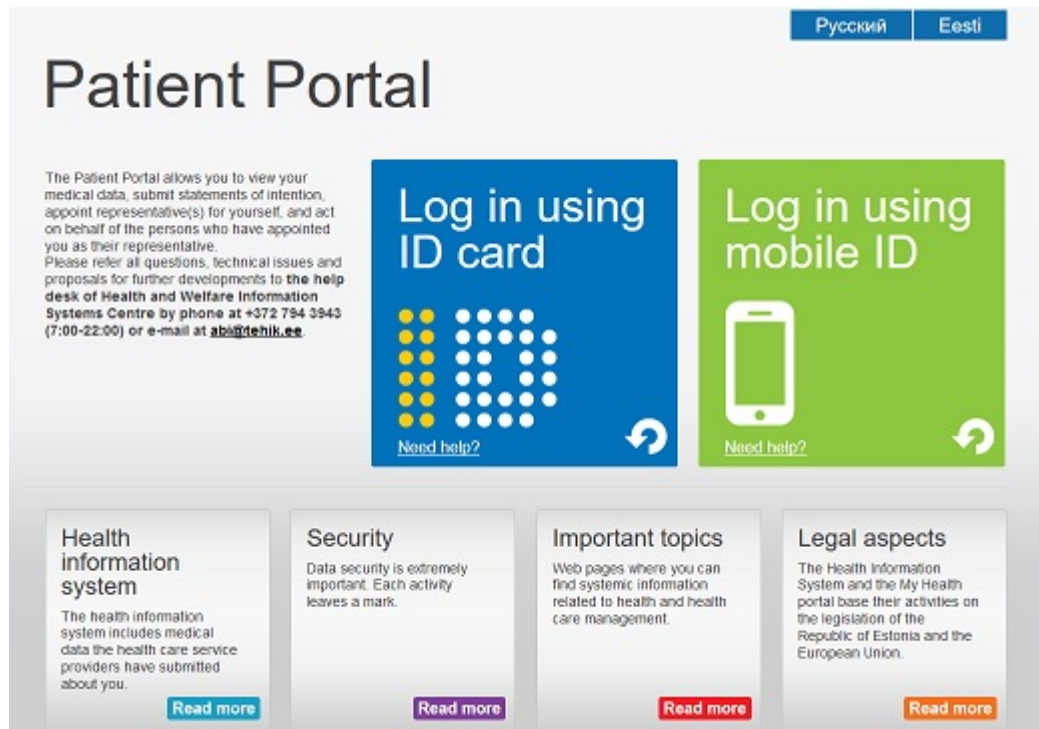 Русский Eesti
Patient Portal
The Patient Portal allows you to view your
medical data, submit statements of intention,
appoint representative(s) for yourself, and act
on behalf of the persons who have appointed
you as their representative.
Please refer all questions, technical issues and
proposals for further developments to the help
desk of Health and Welfare Information
Systems Centre by phone at +372 794 3943
(7:00-22:00) or e-mail at abi@tehik.ee.
Log in using
ID card
Need help?
Log in using
mobile ID
Need help?
Health
information
system
The health information
system includes medical
data the health care service
providers have submitted
about you.
Read more
Security
Data security is extremely
important. Each activity
leaves a mark.
Read more
Important topics
Web pages where you can
find systemic information
related to health and health
care management.
Read more
Legal aspects
The Health Information
System and the My Health
portal base their activities on
the legislation of the
Republic of Estonia and the
European Union.
Read more